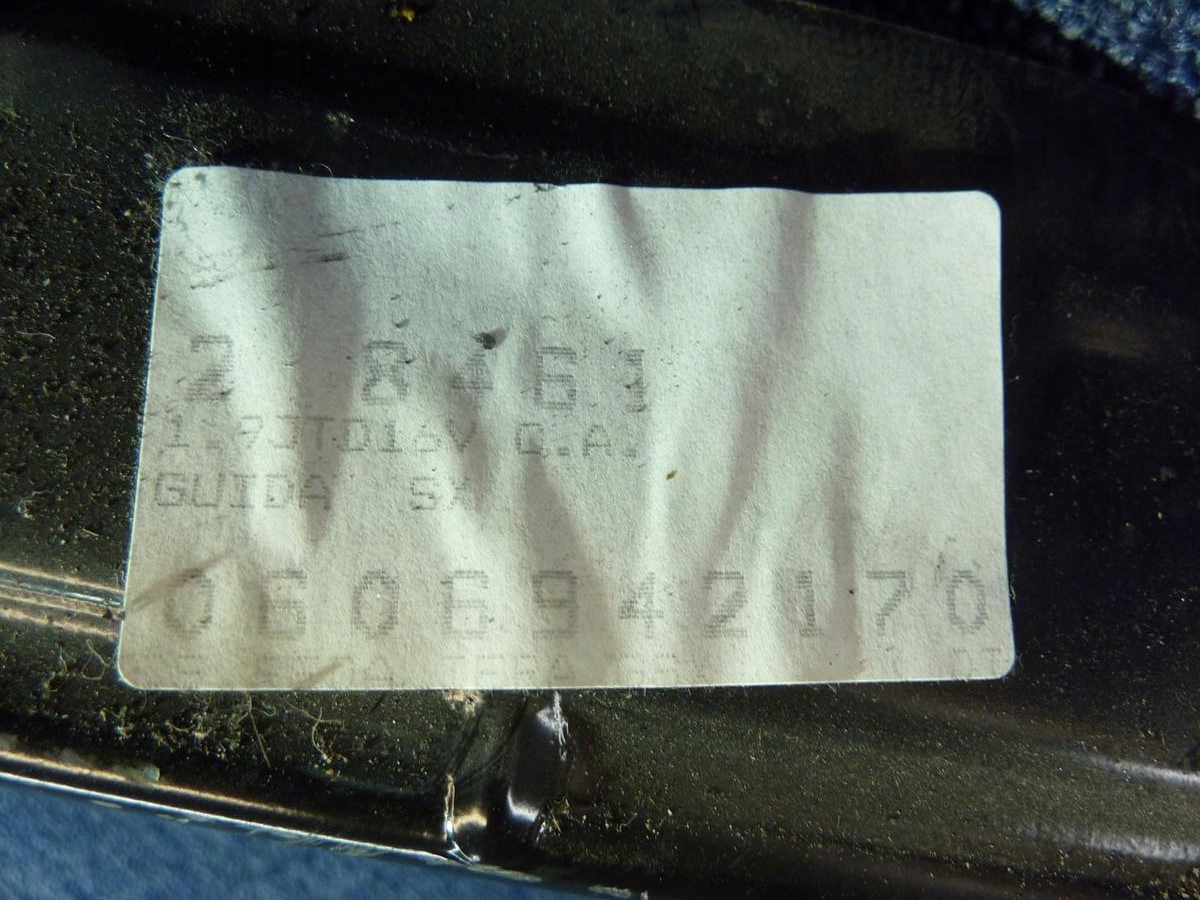 2 8461
1.9JTD16V C.A.
GUIDA SX
0606942170